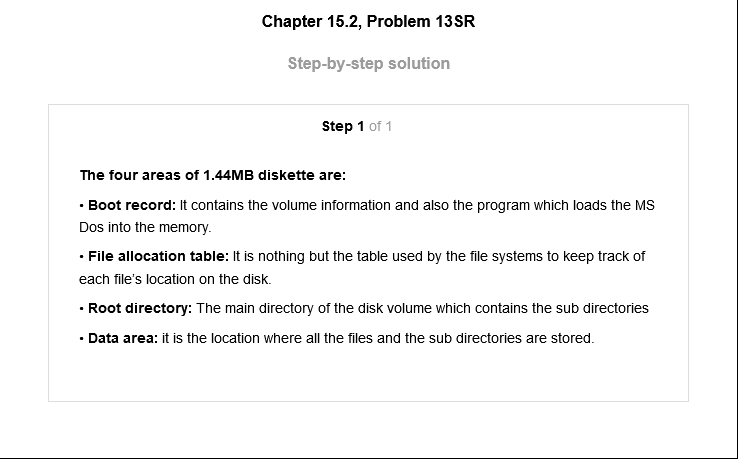 Chapter 15.2, Problem 13SR
Step-by-step solution
Step 1 of 1
The four areas of 1.44MB diskette are:
• Boot record: It contains the volume information and also the program which loads the MS
Dos into the memory.
• File allocation table: It is nothing but the table used by the file systems to keep track of
each file's location on the disk.
• Root directory: The main directory of the disk volume which contains the sub directories
• Data area: it is the location where all the files and the sub directories are stored.